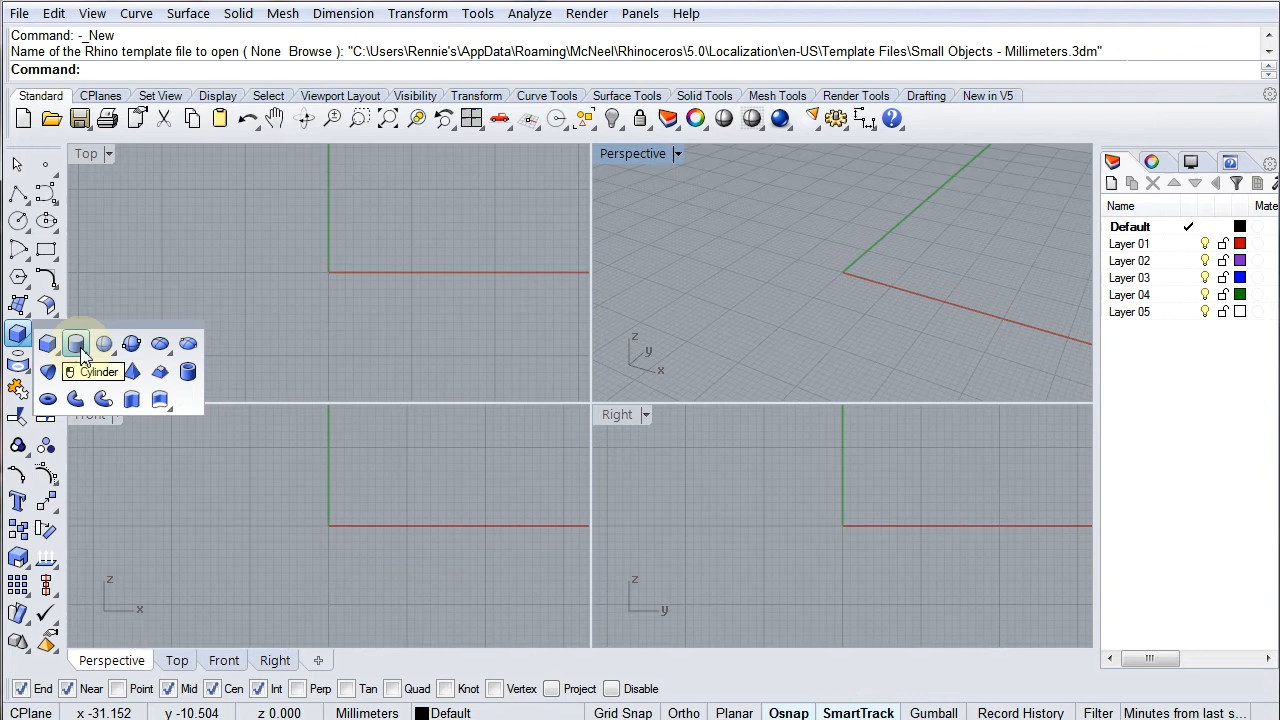 File Edit View Curve Surface Solid Mesh Dimension Transform Tools Analyze Render Panels Help
Command: -_New
Name of the Rhino template file to open ( None Browse ): "C:\Users\Rennie's\AppData\Roaming\McNeel\Rhinoceros\5.0\Localization\en-US\Template Files\Small Objects - Millimeters.3dm"
Command:
Standard CPlanes Set View Display Select Viewport Layout Visibility Transform Curve Tools Surface Tools Solid Tools Mesh Tools Render Tools Drafting New in V5
Top Perspective
Name Mate
Default
Layer 01
Layer 02
Layer 03
Layer 04
Layer 05
z
y
x
Cylinder
Front Right
z z
x y
Perspective Top Front Right
End Near Point Mid Cen Int Perp Tan Quad Knot Vertex Project Disable
CPlane x -31.152 y -10.504 z 0.000 Millimeters Default Grid Snap Ortho Planar Osnap SmartTrack Gumball Record History Filter Minutes from last s...